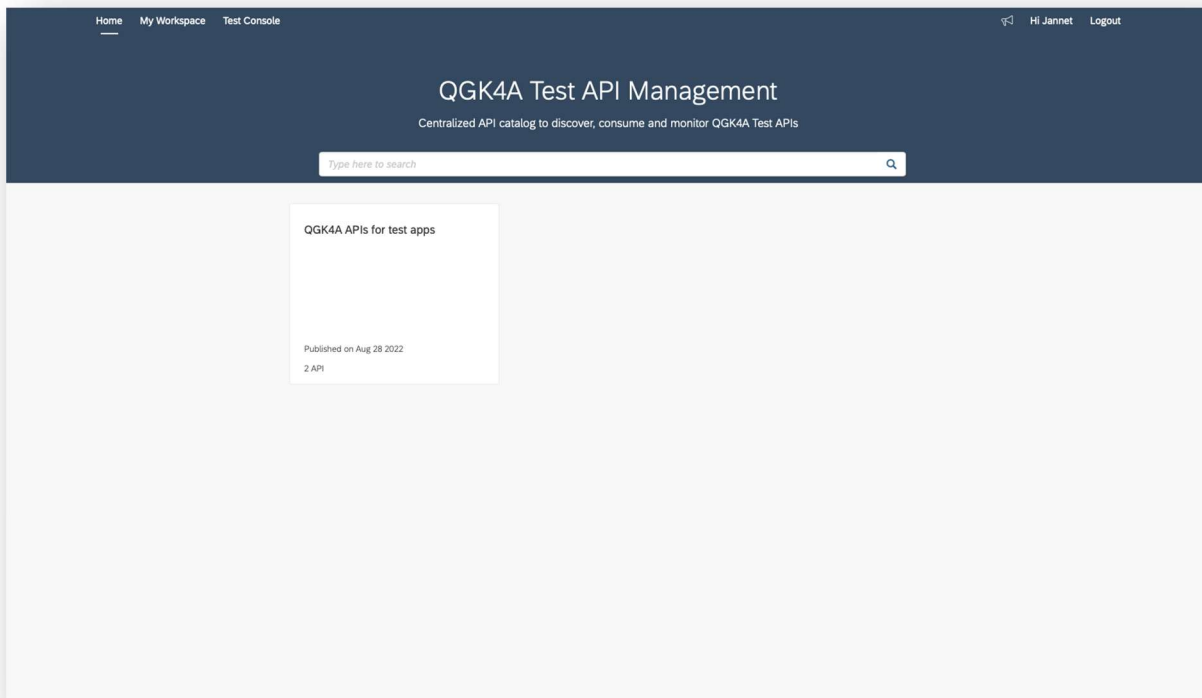 Home My Workspace Test Console Hi Jannet Logout
QGK4A Test API Management
Centralized API catalog to discover, consume and monitor QGK4A Test APIs
Type here to search
QGK4A APIs for test apps
Published on Aug 28 2022
2 API